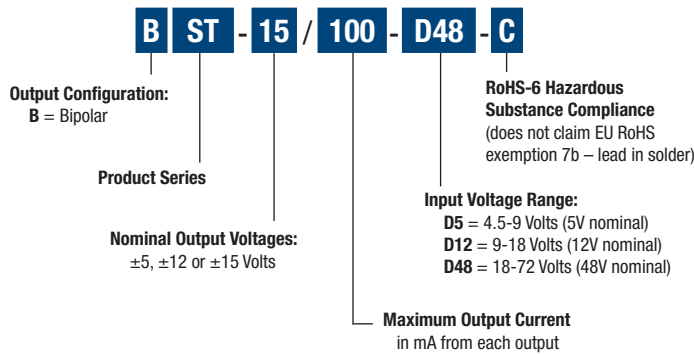 B ST - 15 / 100 - D48 - C
Output Configuration:
B = Bipolar
Product Series
Nominal Output Voltages:
±5, ±12 or ±15 Volts
Maximum Output Current
in mA from each output
Input Voltage Range:
D5 = 4.5-9 Volts (5V nominal)
D12 = 9-18 Volts (12V nominal)
D48 = 18-72 Volts (48V nominal)
RoHS-6 Hazardous
Substance Compliance
(does not claim EU RoHS
exemption 7b – lead in solder)